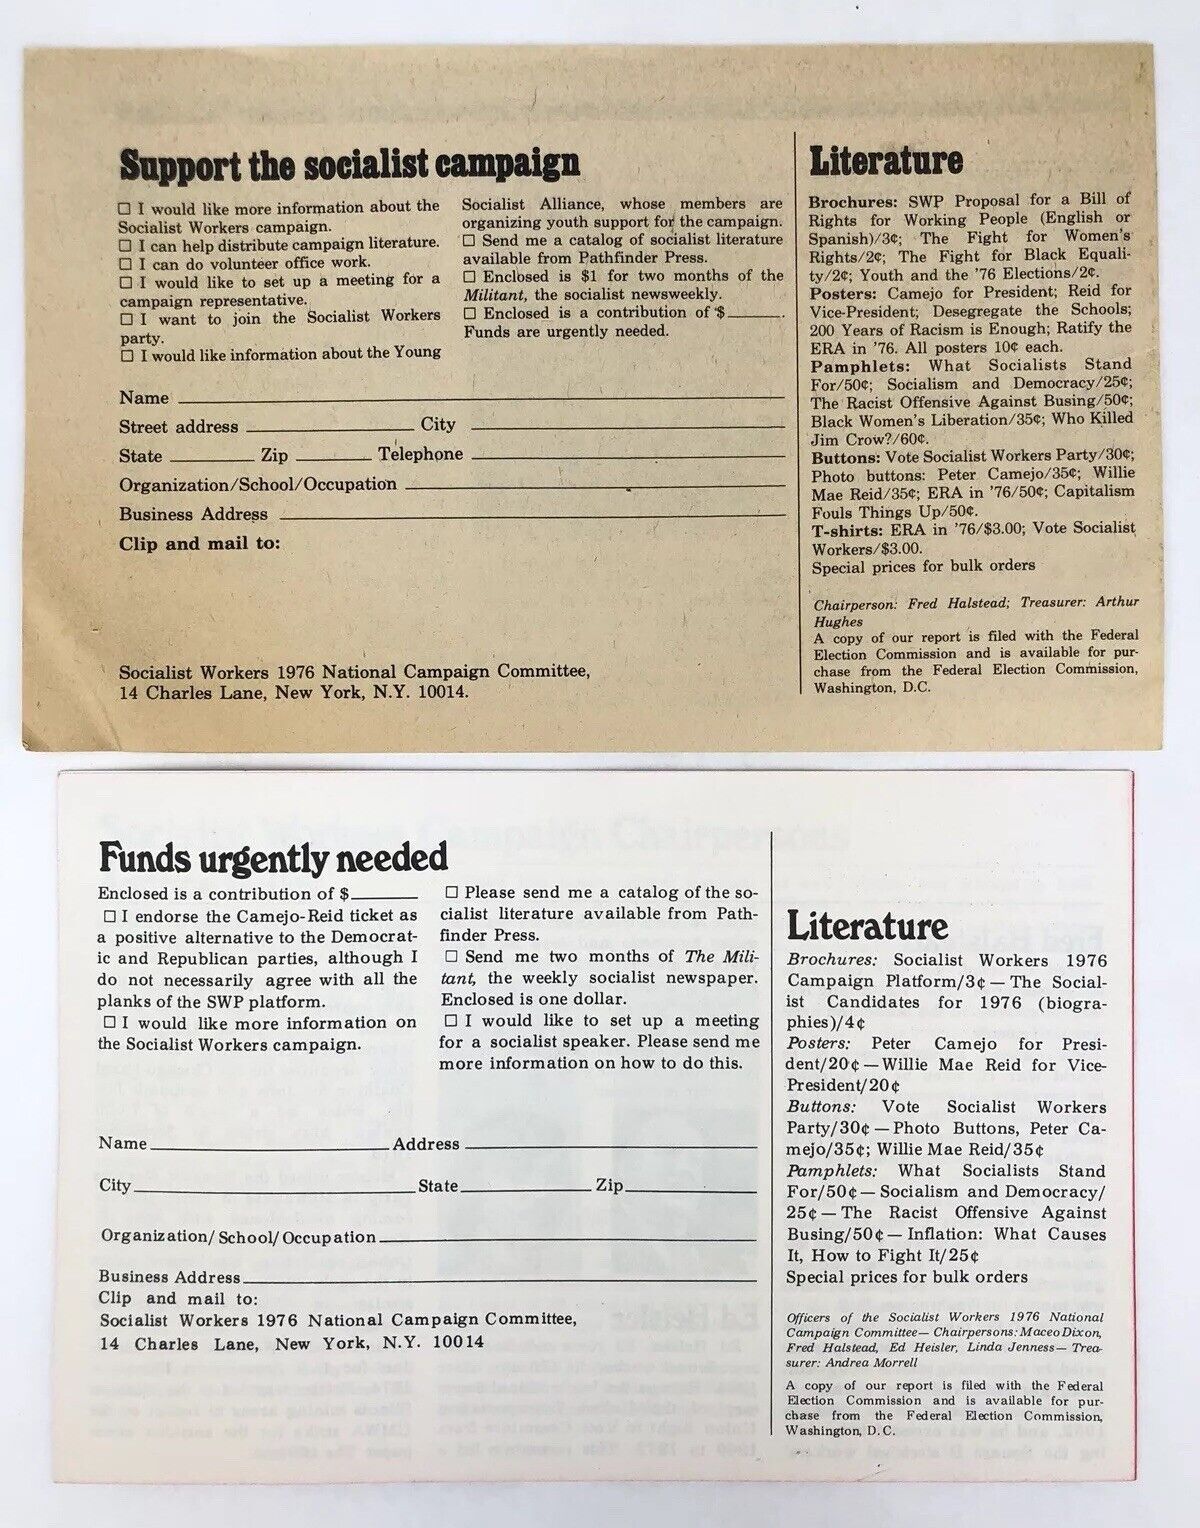 Support the socialist campaign
☐ I would like more information about the
Socialist Workers campaign.
☐ I can help distribute campaign literature.
☐ I can do volunteer office work.
☐ I would like to set up a meeting for a
campaign representative.
☐ I want to join the Socialist Workers
party.
☐ I would like information about the Young
Socialist Alliance, whose members are
organizing youth support for the campaign.
☐ Send me a catalog of socialist literature
available from Pathfinder Press.
☐ Enclosed is $1 for two months of the
Militant, the socialist newsweekly.
☐ Enclosed is a contribution of $______.
Funds are urgently needed.
Name
Street address City
State Zip Telephone
Organization/School/Occupation
Business Address
Clip and mail to:
Socialist Workers 1976 National Campaign Committee,
14 Charles Lane, New York, N.Y. 10014.
Literature
Brochures: SWP Proposal for a Bill of
Rights for Working People (English or
Spanish)/3¢; The Fight for Women's
Rights/2¢; The Fight for Black Equali-
ty/2¢; Youth and the '76 Elections/2¢.
Posters: Camejo for President; Reid for
Vice-President; Desegregate the Schools;
200 Years of Racism is Enough; Ratify the
ERA in '76. All posters 10¢ each.
Pamphlets: What Socialists Stand
For/50¢; Socialism and Democracy/25¢;
The Racist Offensive Against Busing/50¢;
Black Women's Liberation/35¢; Who Killed
Jim Crow?/60¢.
Buttons: Vote Socialist Workers Party/30¢;
Photo buttons: Peter Camejo/35¢; Willie
Mae Reid/35¢; ERA in '76/50¢; Capitalism
Fouls Things Up/50¢.
T-shirts: ERA in '76/$3.00; Vote Socialist
Workers/$3.00.
Special prices for bulk orders
Chairperson: Fred Halstead; Treasurer: Arthur
Hughes
A copy of our report is filed with the Federal
Election Commission and is available for pur-
chase from the Federal Election Commission,
Washington, D.C.
Funds urgently needed
Enclosed is a contribution of $______
☐ I endorse the Camejo-Reid ticket as
a positive alternative to the Democrat-
ic and Republican parties, although I
do not necessarily agree with all the
planks of the SWP platform.
☐ I would like more information on
the Socialist Workers campaign.
☐ Please send me a catalog of the so-
cialist literature available from Path-
finder Press.
☐ Send me two months of The Mili-
tant, the weekly socialist newspaper.
Enclosed is one dollar.
☐ I would like to set up a meeting
for a socialist speaker. Please send me
more information on how to do this.
Name Address
City State Zip
Organization/School/Occupation
Business Address
Clip and mail to:
Socialist Workers 1976 National Campaign Committee,
14 Charles Lane, New York, N.Y. 10014
Literature
Brochures: Socialist Workers 1976
Campaign Platform/3¢—The Social-
ist Candidates for 1976 (biogra-
phies)/4¢
Posters: Peter Camejo for Presi-
dent/20¢—Willie Mae Reid for Vice-
President/20¢
Buttons: Vote Socialist Workers
Party/30¢—Photo Buttons, Peter Ca-
mejo/35¢; Willie Mae Reid/35¢
Pamphlets: What Socialists Stand
For/50¢—Socialism and Democracy/
25¢—The Racist Offensive Against
Busing/50¢—Inflation: What Causes
It, How to Fight It/25¢
Special prices for bulk orders
Officers of the Socialist Workers 1976 National
Campaign Committee—Chairpersons: Maceo Dixon,
Fred Halstead, Ed Heisler, Linda Jenness—Trea-
surer: Andrea Morrell
A copy of our report is filed with the Federal
Election Commission and is available for pur-
chase from the Federal Election Commission,
Washington, D.C.